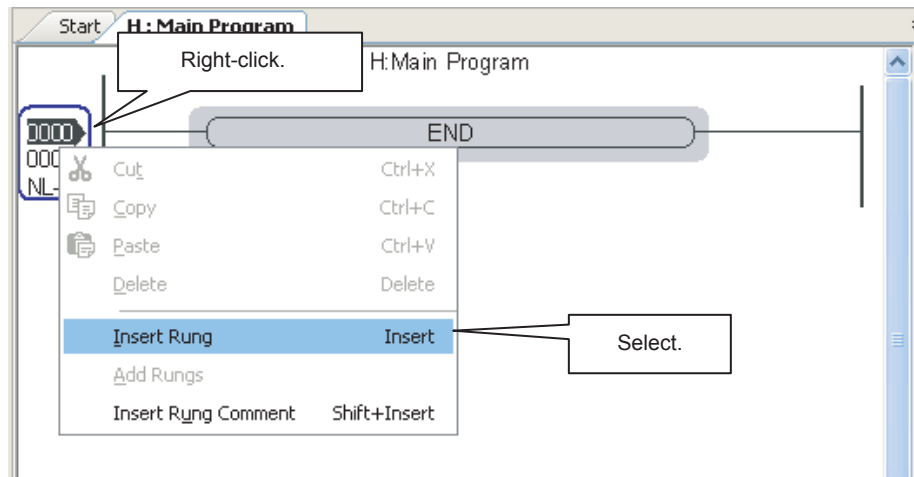 Start H : Main Program
Right-click.
H:Main Program
0000
END
000
NL-
Cut Ctrl+X
Copy Ctrl+C
Paste Ctrl+V
Delete Delete
Insert Rung Insert
Select.
Add Rungs
Insert Rung Comment Shift+Insert